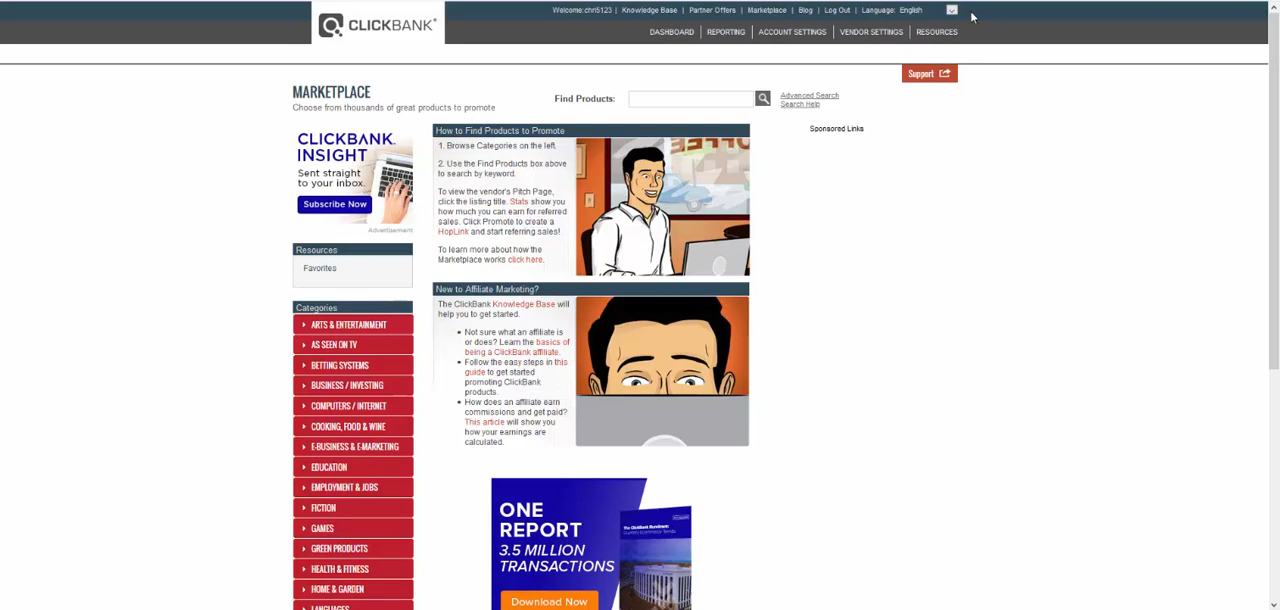 Welcome:chri5123 | Knowledge Base | Partner Offers | Marketplace | Blog | Log Out | Language: English
CLICKBANK®
DASHBOARD | REPORTING | ACCOUNT SETTINGS | VENDOR SETTINGS | RESOURCES
Support
MARKETPLACE
Choose from thousands of great products to promote
Find Products:
Advanced Search
Search Help
Sponsored Links
CLICKBANK
INSIGHT
Sent straight
to your inbox.
Subscribe Now
Advertisement
Resources
Favorites
Categories
ARTS & ENTERTAINMENT
AS SEEN ON TV
BETTING SYSTEMS
BUSINESS / INVESTING
COMPUTERS / INTERNET
COOKING, FOOD & WINE
E-BUSINESS & E-MARKETING
EDUCATION
EMPLOYMENT & JOBS
FICTION
GAMES
GREEN PRODUCTS
HEALTH & FITNESS
HOME & GARDEN
LANGUAGES
How to Find Products to Promote
1. Browse Categories on the left.
2. Use the Find Products box above
to search by keyword.
To view the vendor's Pitch Page,
click the listing title. Stats show you
how much you can earn for referred
sales. Click Promote to create a
HopLink and start referring sales!
To learn more about how the
Marketplace works click here.
New to Affiliate Marketing?
The ClickBank Knowledge Base will
help you to get started.
• Not sure what an affiliate is
or does? Learn the basics of
being a ClickBank affiliate.
• Follow the easy steps in this
guide to get started
promoting ClickBank
products.
• How does an affiliate earn
commissions and get paid?
This article will show you
how your earnings are
calculated.
ONE
REPORT
3.5 MILLION
TRANSACTIONS
Download Now